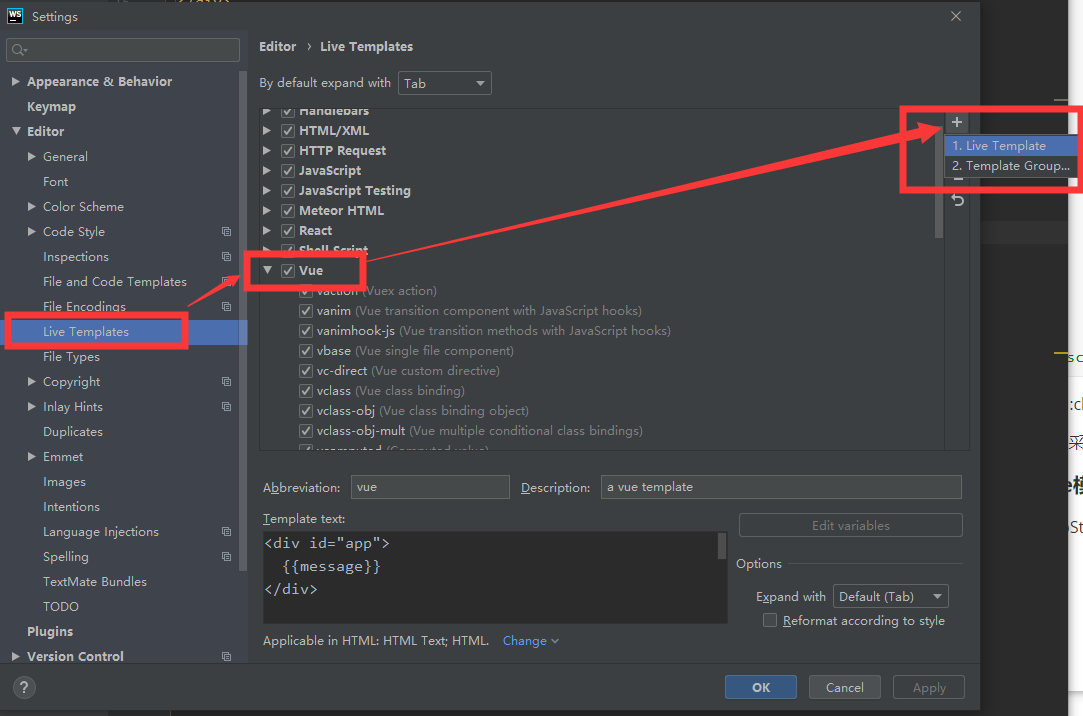 WS Settings
Editor › Live Templates
By default expand with Tab
Appearance & Behavior
Keymap
Editor
General
Font
Color Scheme
Code Style
Inspections
File and Code Templates
File Encodings
Live Templates
File Types
Copyright
Inlay Hints
Duplicates
Emmet
Images
Intentions
Language Injections
Spelling
TextMate Bundles
TODO
Plugins
Version Control
Handlebars
HTML/XML
HTTP Request
JavaScript
JavaScript Testing
Meteor HTML
React
Shell Script
Vue
vaction (Vuex action)
vanim (Vue transition component with JavaScript hooks)
vanimhook-js (Vue transition methods with JavaScript hooks)
vbase (Vue single file component)
vc-direct (Vue custom directive)
vclass (Vue class binding)
vclass-obj (Vue class binding object)
vclass-obj-mult (Vue multiple conditional class bindings)
vcomputed (Computed value)
+
1. Live Template
2. Template Group...
Abbreviation: vue
Description: a vue template
Template text:
<div id="app">
{{message}}
</div>
Edit variables
Options
Expand with Default (Tab)
Reformat according to style
Applicable in HTML: HTML Text; HTML. Change
?
OK
Cancel
Apply
sc
:cl
采
e模
St